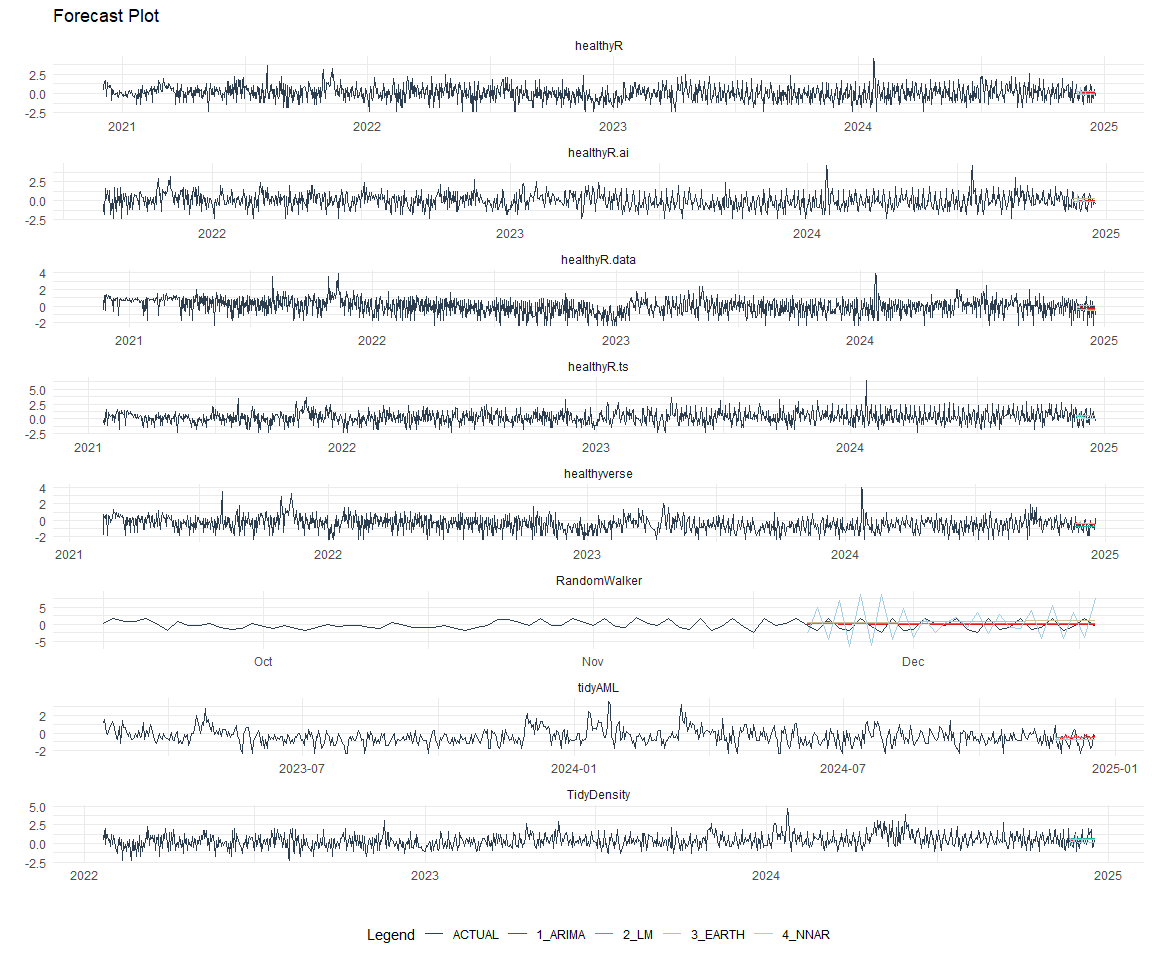 Forecast Plot
healthyR
2.5
0.0
-2.5
2021 2022 2023 2024 2025
healthyR.ai
2.5
0.0
-2.5
2022 2023 2024 2025
healthyR.data
4
2
0
-2
2021 2022 2023 2024 2025
healthyR.ts
5.0
2.5
0.0
-2.5
2021 2022 2023 2024 2025
healthyverse
4
2
0
-2
2021 2022 2023 2024 2025
RandomWalker
5
0
-5
Oct Nov Dec
tidyAML
2
0
-2
2023-07 2024-01 2024-07 2025-01
TidyDensity
5.0
2.5
0.0
-2.5
2022 2023 2024 2025
Legend ACTUAL 1_ARIMA 2_LM 3_EARTH 4_NNAR